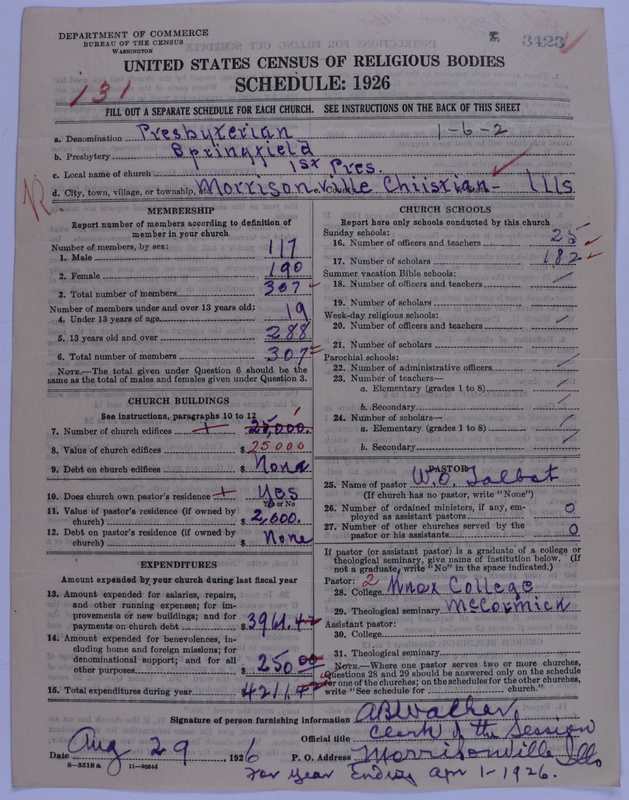 DEPARTMENT OF COMMERCE
BUREAU OF THE CENSUS
WASHINGTON
3423
UNITED STATES CENSUS OF RELIGIOUS BODIES
SCHEDULE: 1926
131
FILL OUT A SEPARATE SCHEDULE FOR EACH CHURCH. SEE INSTRUCTIONS ON THE BACK OF THIS SHEET
a. Denomination Presbyterian 1-6-2
b. Presbytery Springfield
c. Local name of church 1st Pres.
d. City, town, village, or township, Morrisonville Christian - Ills
R.
MEMBERSHIP
Report number of members according to definition of
member in your church
Number of members, by sex:
1. Male 117
2. Female 190
3. Total number of members 307
Number of members under and over 13 years old:
4. Under 13 years of age 19
5. 13 years old and over 288
6. Total number of members 307
NOTE.—The total given under Question 6 should be the
same as the total of males and females given under Question 3.
CHURCH BUILDINGS
See instructions, paragraphs 10 to 12
7. Number of church edifices 1 25,000.
8. Value of church edifices $ 25000
9. Debt on church edifices $ None
10. Does church own pastor's residence 1 Yes
Yes or No
11. Value of pastor's residence (if owned by
church) $ 2,000.
12. Debt on pastor's residence (if owned by
church) $ None
EXPENDITURES
Amount expended by your church during last fiscal year
13. Amount expended for salaries, repairs,
and other running expenses; for im-
provements or new buildings; and for
payments on church debt $ 3961.42
14. Amount expended for benevolences, in-
cluding home and foreign missions; for
denominational support; and for all
other purposes $ 250.00
15. Total expenditures during year $ 4211.42
CHURCH SCHOOLS
Report here only schools conducted by this church
Sunday schools:
16. Number of officers and teachers 25
17. Number of scholars 182
Summer vacation Bible schools:
18. Number of officers and teachers
19. Number of scholars
Week-day religious schools:
20. Number of officers and teachers
21. Number of scholars
Parochial schools:
22. Number of administrative officers
23. Number of teachers—
a. Elementary (grades 1 to 8)
b. Secondary
24. Number of scholars—
a. Elementary (grades 1 to 8)
b. Secondary
PASTOR
25. Name of pastor W.O. Talbat
(If church has no pastor, write "None")
26. Number of ordained ministers, if any, em-
ployed as assistant pastors 0
27. Number of other churches served by the
pastor or his assistants 0
If pastor (or assistant pastor) is a graduate of a college or
theological seminary, give name of institution below. (If
not a graduate, write "No" in the space indicated.)
Pastor: 2
28. College Knox College
29. Theological seminary McCormick
Assistant pastor:
30. College
31. Theological seminary
NOTE.—Where one pastor serves two or more churches,
Questions 28 and 29 should be answered only on the schedule
for one of the churches; on the schedules for the other churches,
write "See schedule for church."
Signature of person furnishing information AB Walker
Official title Clerk of the Session
Date Aug 29 1926 P. O. Address Morrisonville Ills
For Year Ending Apr 1-1926.